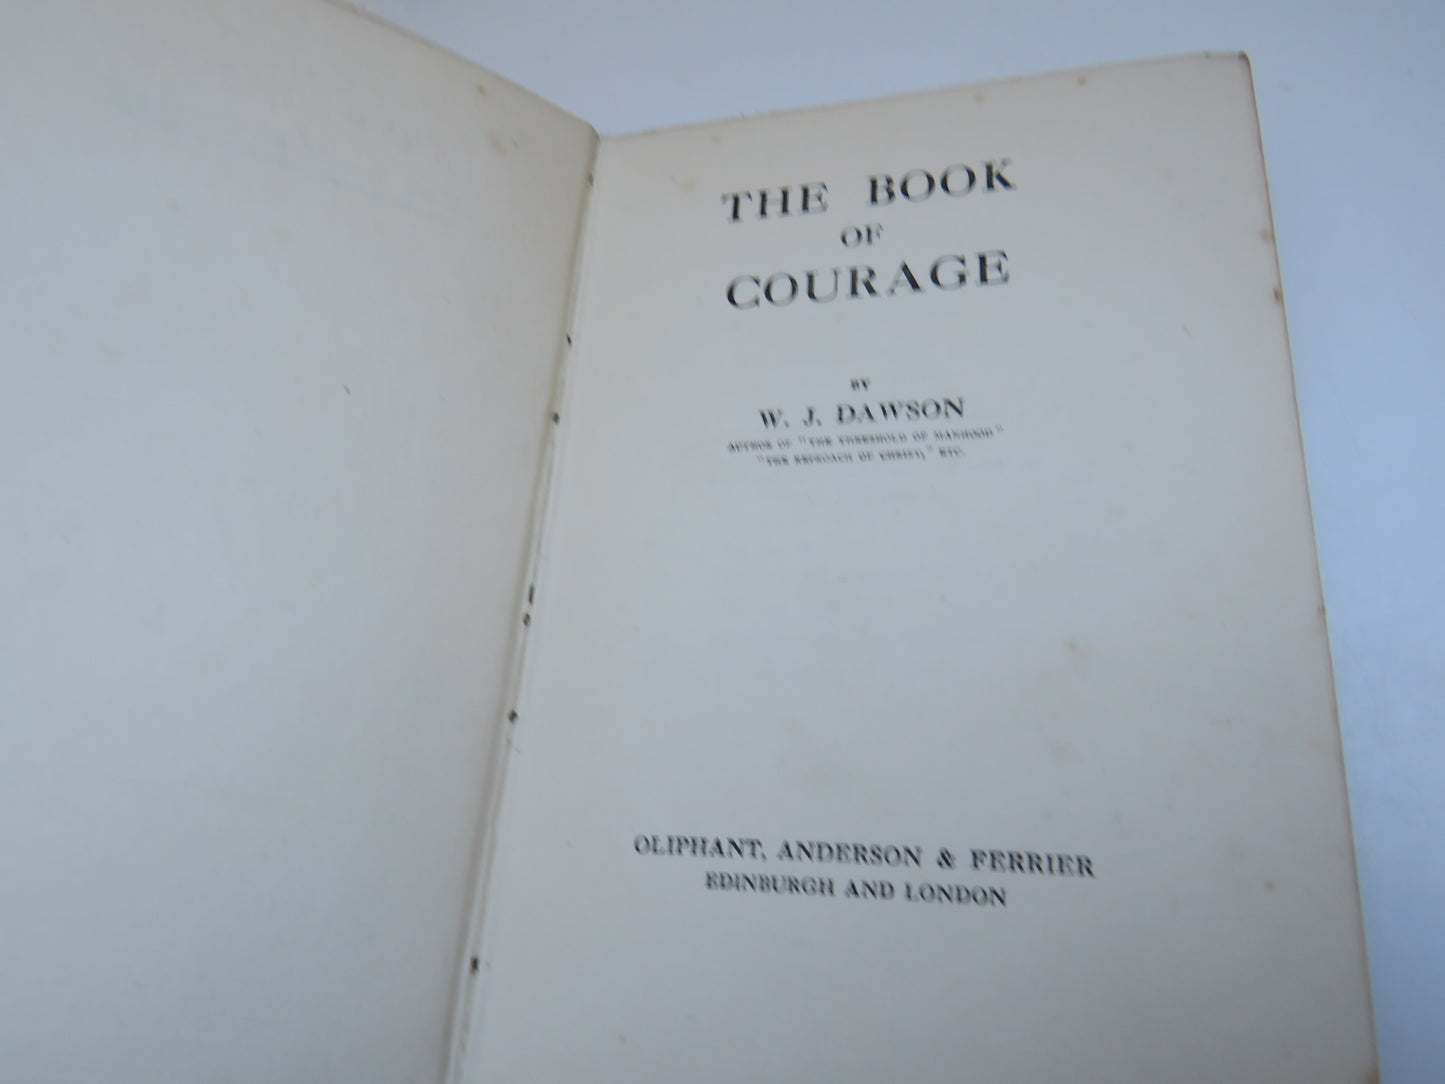 THE BOOK
OF
COURAGE
BY
W. J. DAWSON
AUTHOR OF "THE THRESHOLD OF MANHOOD"
"THE REPROACH OF CHRIST," ETC.
OLIPHANT, ANDERSON & FERRIER
EDINBURGH AND LONDON